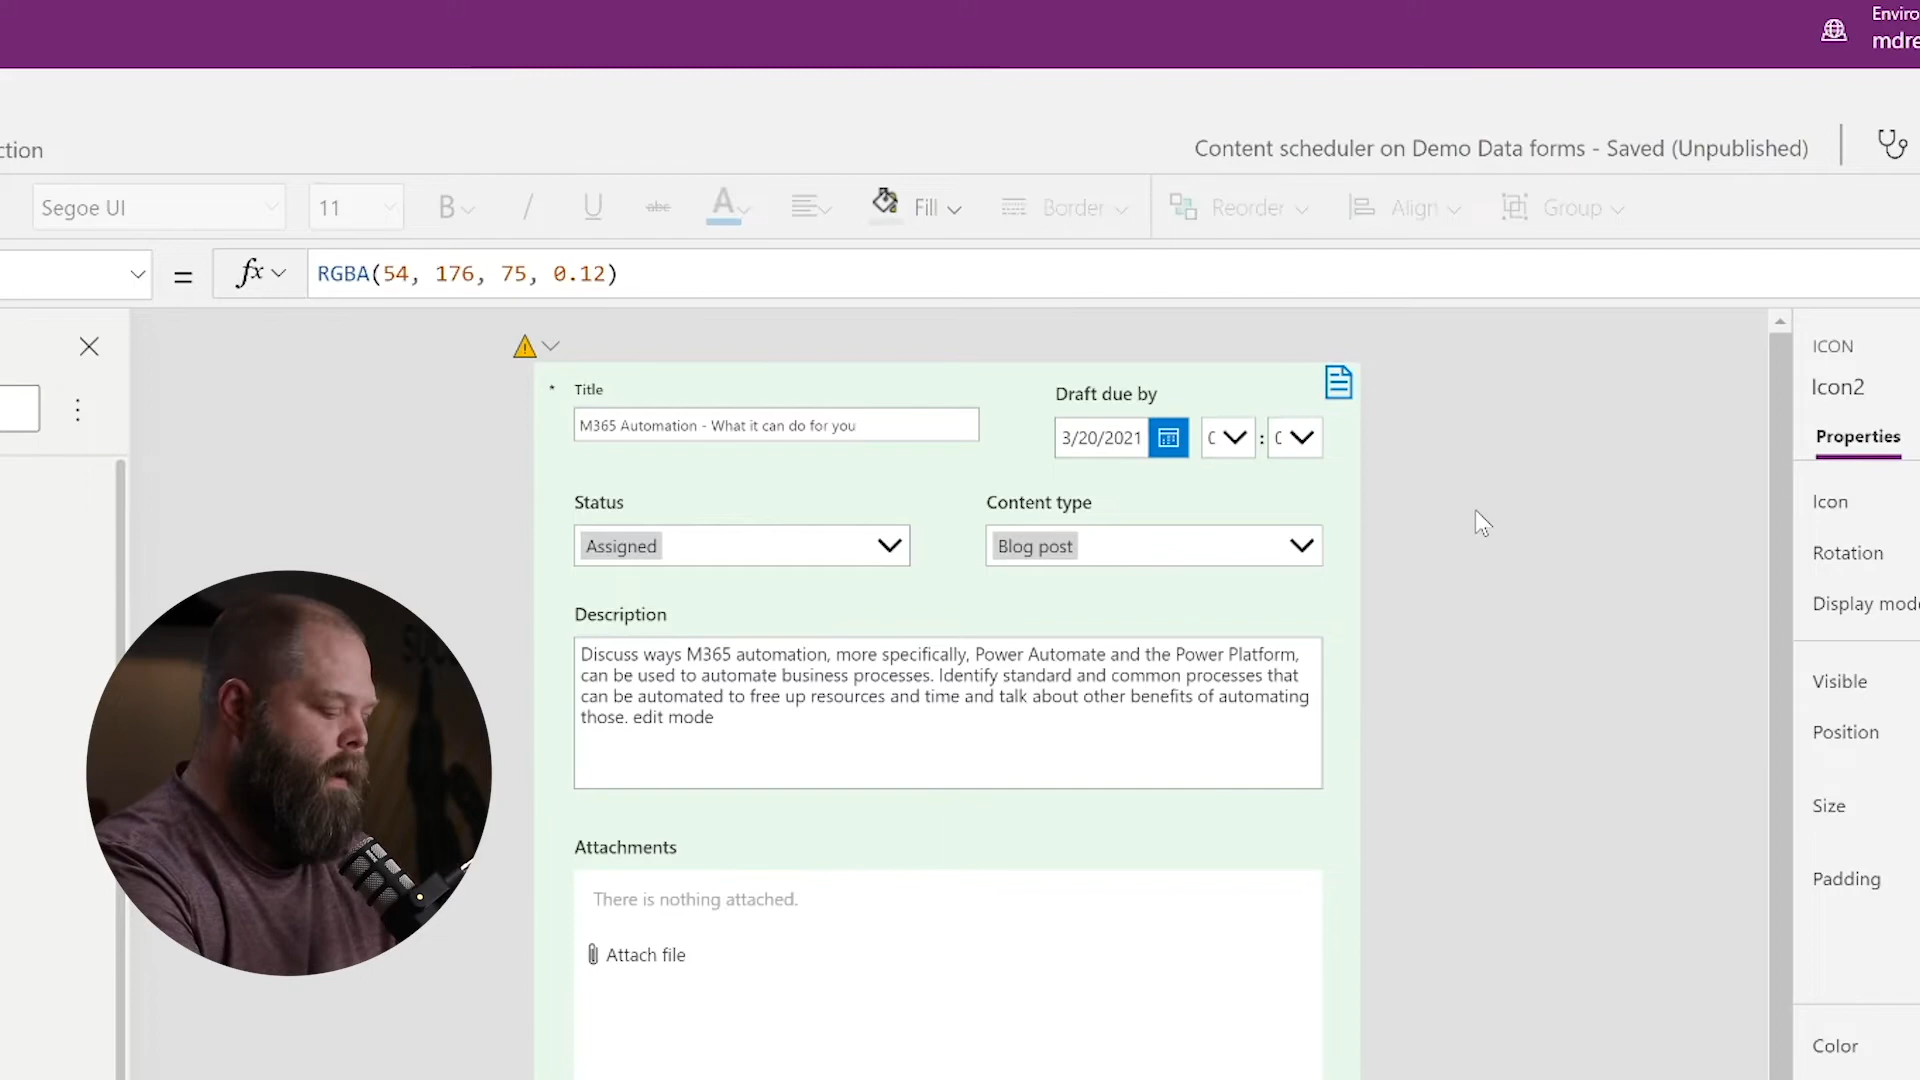 Enviro
mdre
ction
Content scheduler on Demo Data forms - Saved (Unpublished)
Segoe UI
11
B
/
U
abc
A
Fill
Border
Reorder
Align
Group
=
fx
RGBA(54, 176, 75, 0.12)
ICON
Icon2
Properties
Icon
Rotation
Display mode
Visible
Position
Size
Padding
Color
* Title
M365 Automation - What it can do for you
Draft due by
3/20/2021
:
Status
Assigned
Content type
Blog post
Description
Discuss ways M365 automation, more specifically, Power Automate and the Power Platform,
can be used to automate business processes. Identify standard and common processes that
can be automated to free up resources and time and talk about other benefits of automating
those. edit mode
Attachments
There is nothing attached.
Attach file